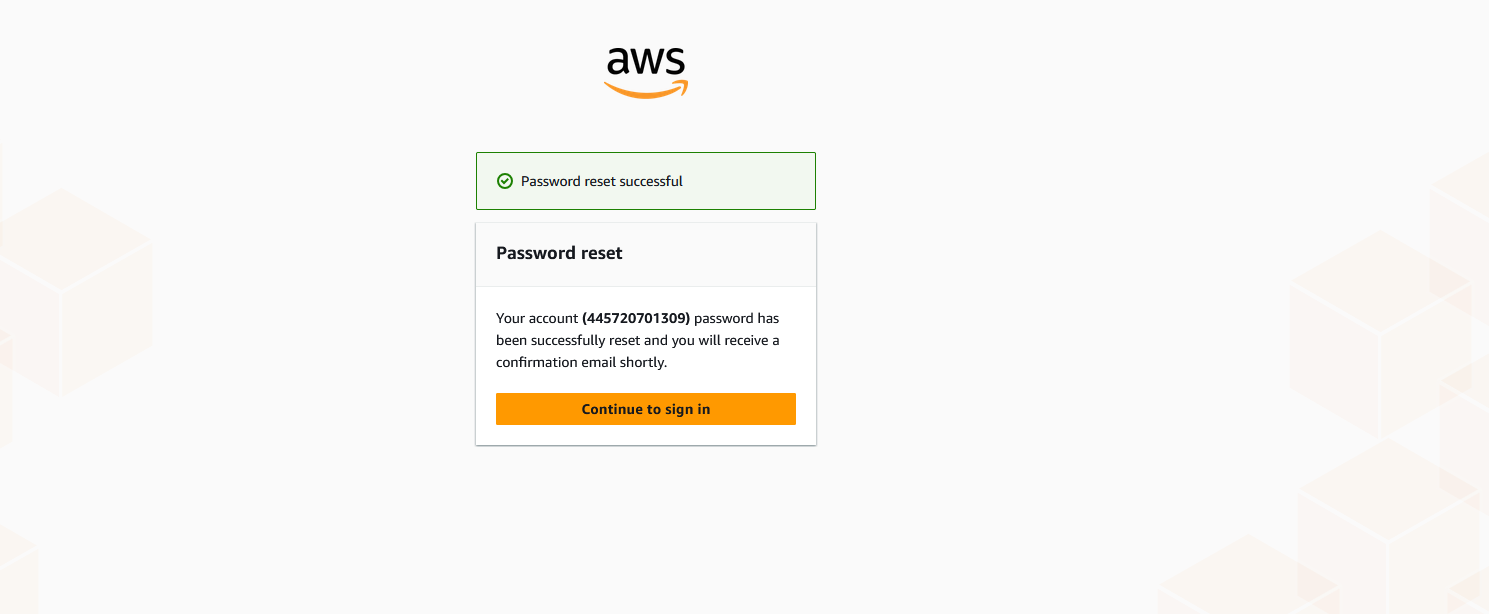 aws
Password reset successful
Password reset
Your account (445720701309) password has
been successfully reset and you will receive a
confirmation email shortly.
Continue to sign in